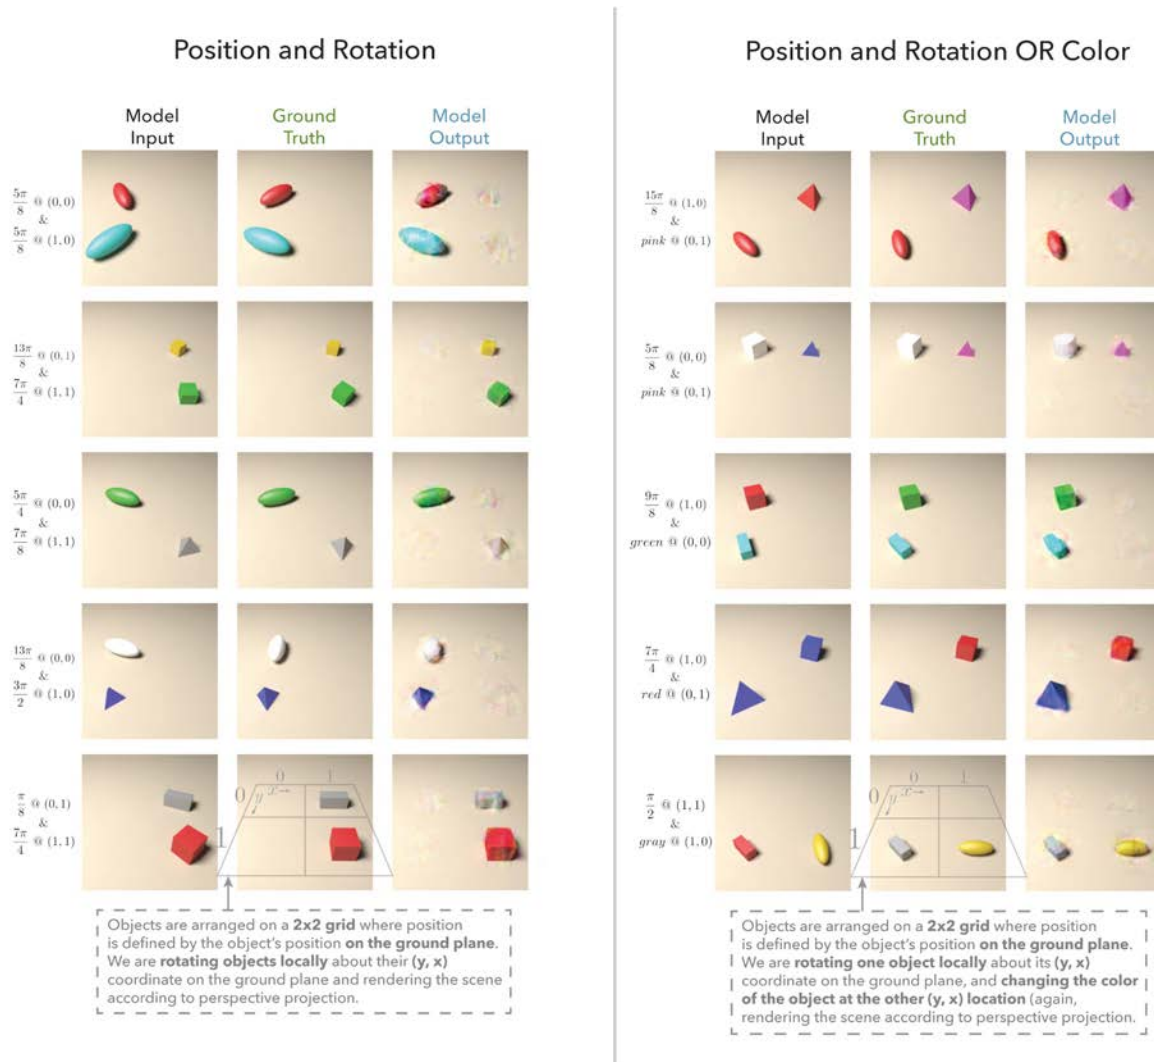 Position and Rotation
Model Input
Ground Truth
Model Output
5π/8 @ (0,0)
&
5π/8 @ (1,0)
13π/8 @ (0,1)
&
7π/4 @ (1,1)
5π/4 @ (0,0)
&
7π/8 @ (1,1)
13π/8 @ (0,0)
&
3π/2 @ (1,0)
π/8 @ (0,1)
&
7π/4 @ (1,1)
0 1
0 x→
y
1
Objects are arranged on a 2x2 grid where position
is defined by the object's position on the ground plane.
We are rotating objects locally about their (y, x)
coordinate on the ground plane and rendering the scene
according to perspective projection.
Position and Rotation OR Color
Model Input
Ground Truth
Model Output
15π/8 @ (1,0)
&
pink @ (0,1)
5π/8 @ (0,0)
&
pink @ (0,1)
9π/8 @ (1,0)
&
green @ (0,0)
7π/4 @ (1,0)
&
red @ (0,1)
π/2 @ (1,1)
&
gray @ (1,0)
0 1
0 x→
y
1
Objects are arranged on a 2x2 grid where position
is defined by the object's position on the ground plane.
We are rotating one object locally about its (y, x)
coordinate on the ground plane, and changing the color
of the object at the other (y, x) location (again,
rendering the scene according to perspective projection.